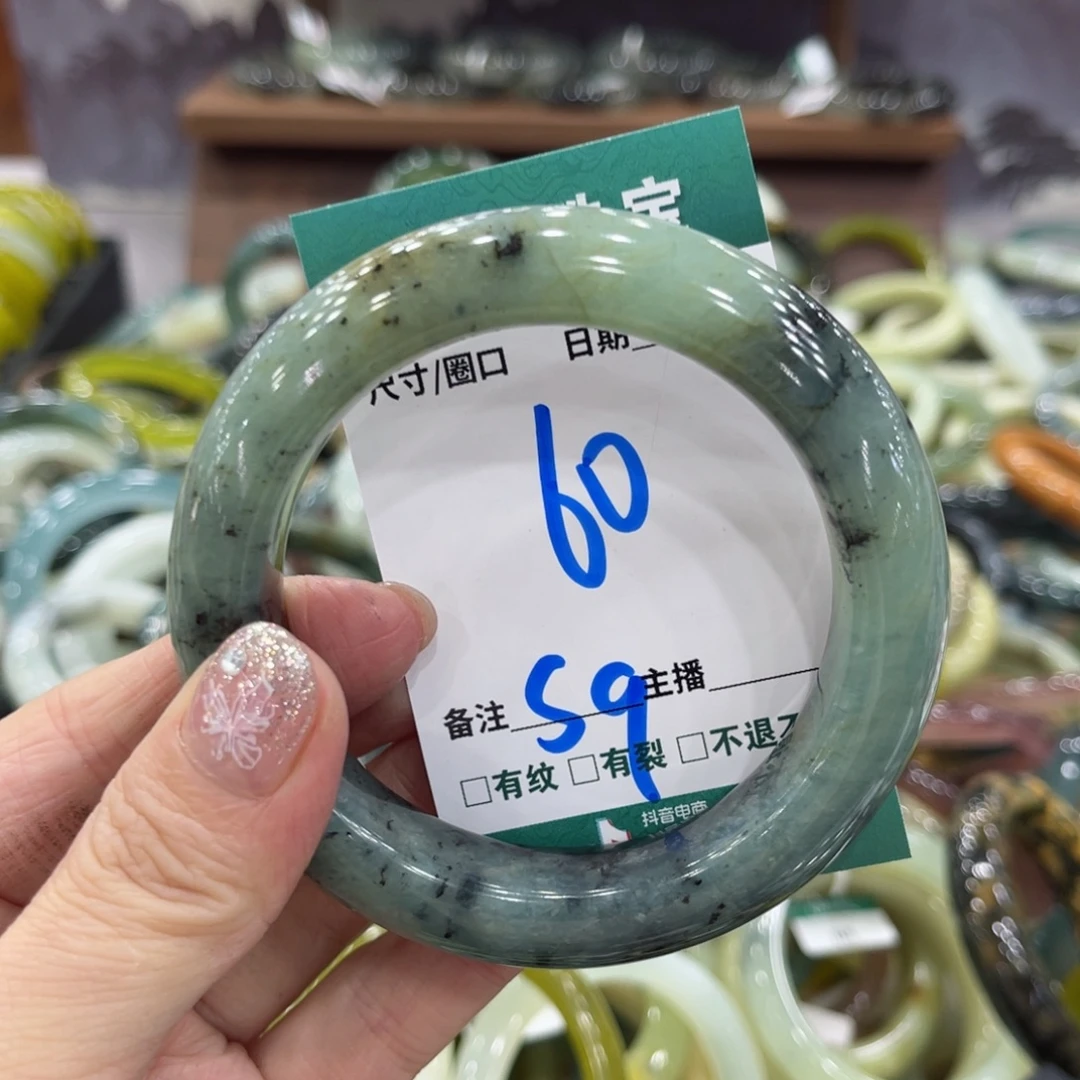 宝
尺寸/圈口 日期
60
备注 59 主播
□有纹 □有裂 □不退
抖音电商